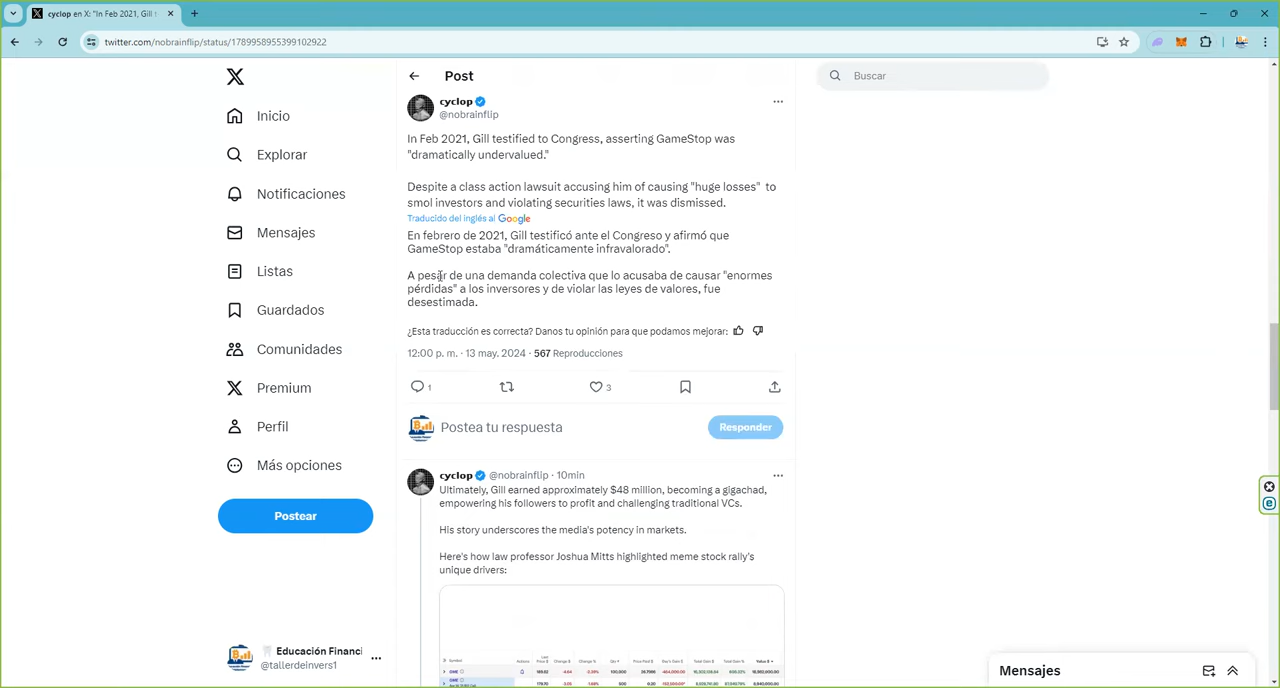 cyclop en X: "In Feb 2021, Gill t
twitter.com/nobrainflip/status/1789958955399102922
Post
Buscar
Inicio
Explorar
Notificaciones
Mensajes
Listas
Guardados
Comunidades
Premium
Perfil
Más opciones
Postear
Educación Financi
@tallerdeinvers1
cyclop
@nobrainflip
In Feb 2021, Gill testified to Congress, asserting GameStop was
"dramatically undervalued."
Despite a class action lawsuit accusing him of causing "huge losses" to
smol investors and violating securities laws, it was dismissed.
Traducido del inglés al Google
En febrero de 2021, Gill testificó ante el Congreso y afirmó que
GameStop estaba "dramáticamente infravalorado".
A pesar de una demanda colectiva que lo acusaba de causar "enormes
pérdidas" a los inversores y de violar las leyes de valores, fue
desestimada.
¿Esta traducción es correcta? Danos tu opinión para que podamos mejorar:
12:00 p. m. · 13 may. 2024 · 567 Reproducciones
1
3
Postea tu respuesta
Responder
cyclop @nobrainflip · 10min
Ultimately, Gill earned approximately $48 million, becoming a gigachad,
empowering his followers to profit and challenging traditional VCs.
His story underscores the media's potency in markets.
Here's how law professor Joshua Mitts highlighted meme stock rally's
unique drivers:
Mensajes